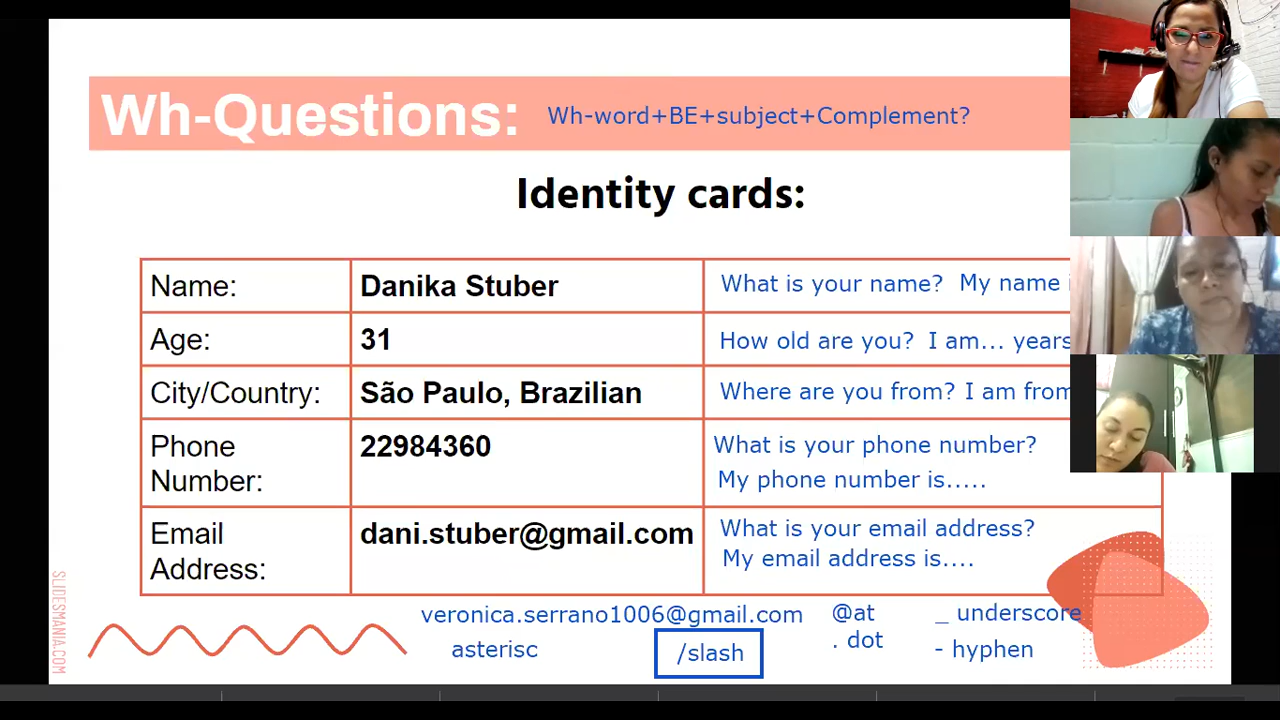 Wh-Questions: Wh-word+BE+subject+Complement?
Identity cards:
Name: Danika Stuber What is your name? My name
Age: 31 How old are you? I am... years
City/Country: São Paulo, Brazilian Where are you from? I am from
Phone 22984360 What is your phone number?
Number: My phone number is.....
Email dani.stuber@gmail.com What is your email address?
Address: My email address is....
veronica.serrano1006@gmail.com @at _ underscore
asterisc /slash . dot - hyphen
SLIDESMANIA.COM